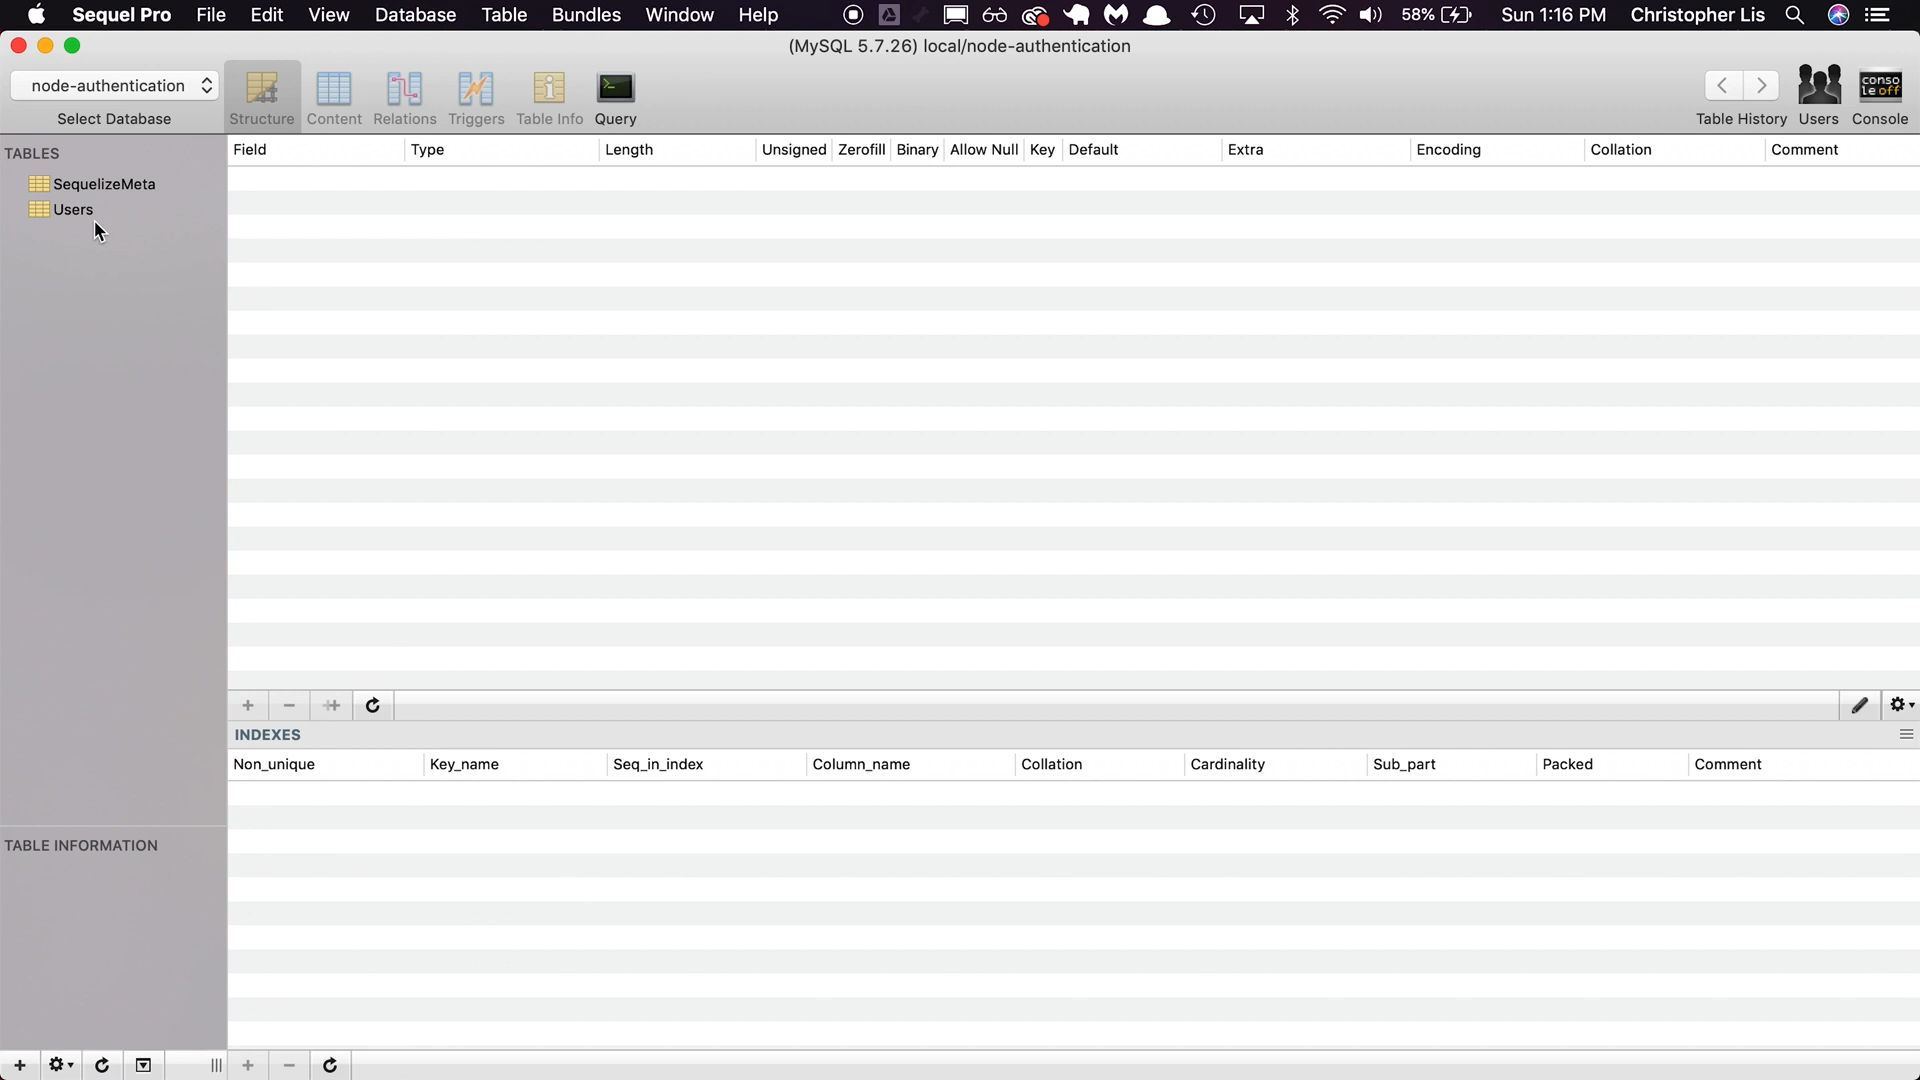 Sequel Pro File Edit View Database Table Bundles Window Help 58% Sun 1:16 PM Christopher Lis
(MySQL 5.7.26) local/node-authentication
node-authentication
Select Database Structure Content Relations Triggers Table Info Query Table History Users Console
conso
le off
TABLES
SequelizeMeta
Users
Field Type Length Unsigned Zerofill Binary Allow Null Key Default Extra Encoding Collation Comment
INDEXES
Non_unique Key_name Seq_in_index Column_name Collation Cardinality Sub_part Packed Comment
TABLE INFORMATION